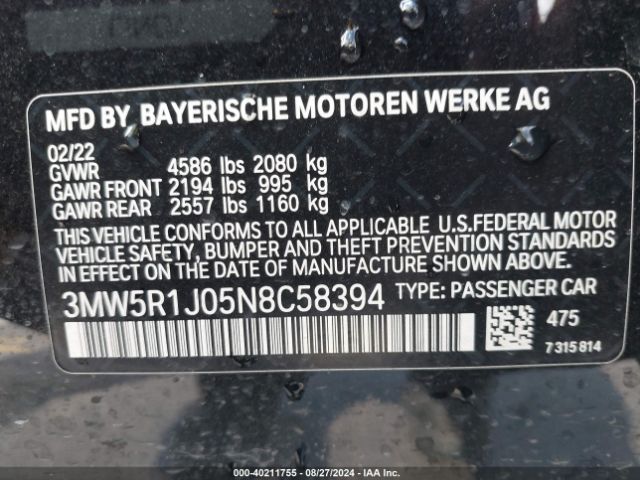 MFD BY. BAYERISCHE MOTOREN WERKE AG
02/22
GVWR 4586 lbs 2080 kg
GAWR FRONT 2194 lbs 995 kg
GAWR REAR 2557 lbs 1160 kg
THIS VEHICLE CONFORMS TO ALL APPLICABLE U.S.FEDERAL MOTOR
VEHICLE SAFETY, BUMPER AND THEFT PREVENTION STANDARDS
IN EFFECT ON THE DATE OF MANUFACTURE SHOWN ABOVE.
3MW5R1J05N8C58394 TYPE: PASSENGER CAR
475
7 315 814
000-40211755 - 08/27/2024 - IAA Inc.